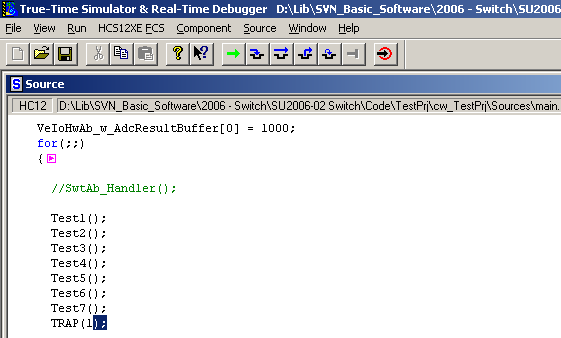 True-Time Simulator & Real-Time Debugger D:\Lib\SVN_Basic_Software\2006 - Switch\SU2006
File View Run HCS12XE FCS Component Source Window Help
Source
HC12 D:\Lib\SVN_Basic_Software\2006 - Switch\SU2006-02 Switch\Code\TestPrj\cw_TestPrj\Sources\main.
VeIoHwAb_w_AdcResultBuffer[0] = 1000;
for(;;)
{
//SwtAb_Handler();
Test1();
Test2();
Test3();
Test4();
Test5();
Test6();
Test7();
TRAP(1);